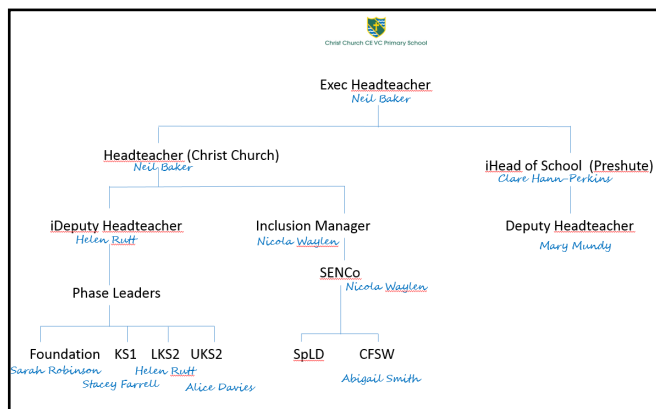 Christ Church CE VC Primary School
Exec Headteacher
Neil Baker
Headteacher (Christ Church)
Neil Baker
iHead of School (Preshute)
Clare Hann-Perkins
iDeputy Headteacher
Helen Rutt
Inclusion Manager
Nicola Waylen
Deputy Headteacher
Mary Mundy
SENCo
Nicola Waylen
Phase Leaders
Foundation KS1 LKS2 UKS2
Sarah Robinson Helen Rutt
Stacey Farrell Alice Davies
SpLD CFSW
Abigail Smith